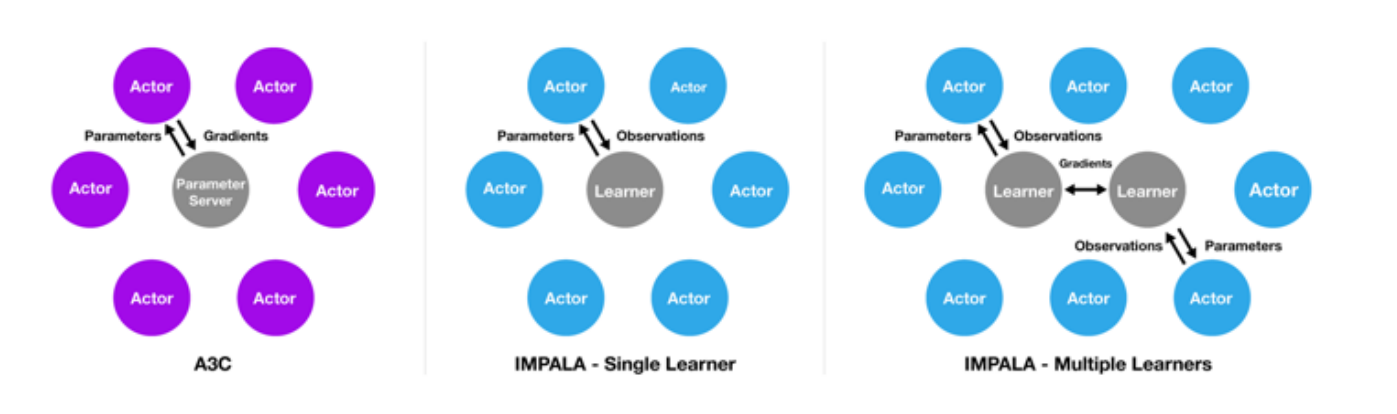 Actor
Actor
Parameters
Gradients
Actor
Parameter
Server
Actor
Actor
Actor
A3C
Actor
Actor
Parameters
Observations
Actor
Learner
Actor
Actor
Actor
IMPALA - Single Learner
Actor
Actor
Actor
Parameters
Observations
Gradients
Actor
Learner
Learner
Actor
Observations
Parameters
Actor
Actor
Actor
IMPALA - Multiple Learners